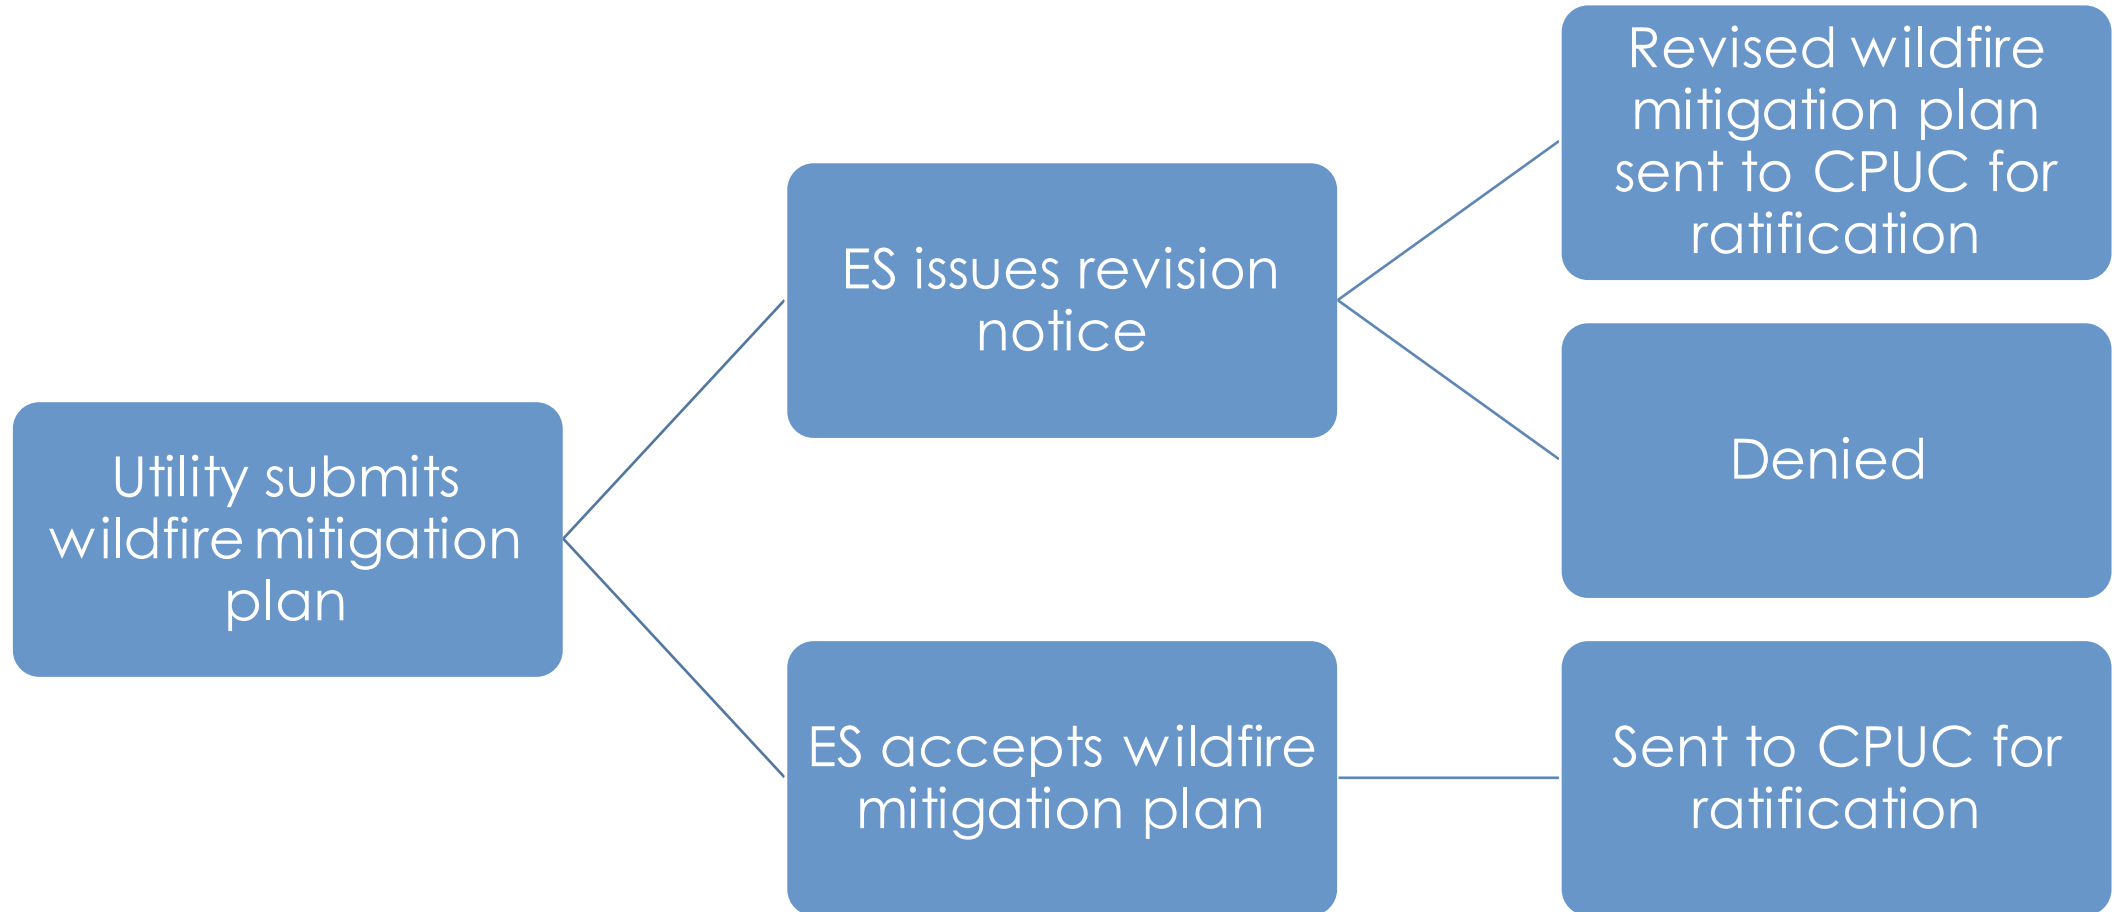 Utility submits
wildfire mitigation
plan
ES issues revision
notice
Revised wildfire
mitigation plan
sent to CPUC for
ratification
Denied
ES accepts wildfire
mitigation plan
Sent to CPUC for
ratification